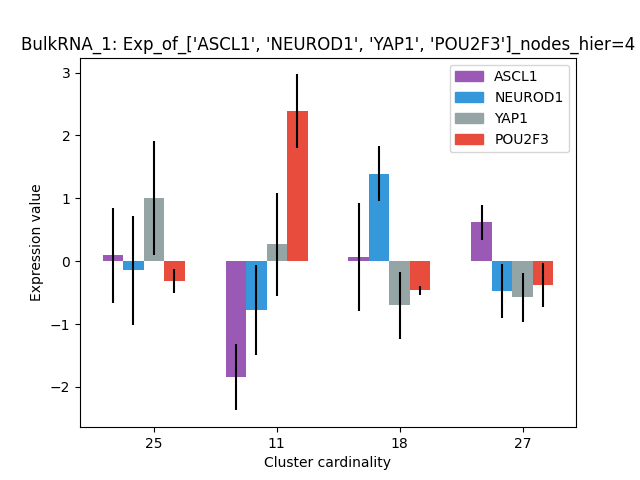 BulkRNA_1: Exp_of_['ASCL1', 'NEUROD1', 'YAP1', 'POU2F3']_nodes_hier=4
ASCL1
NEUROD1
YAP1
POU2F3
Expression value
3
2
1
0
−1
−2
25
11
18
27
Cluster cardinality